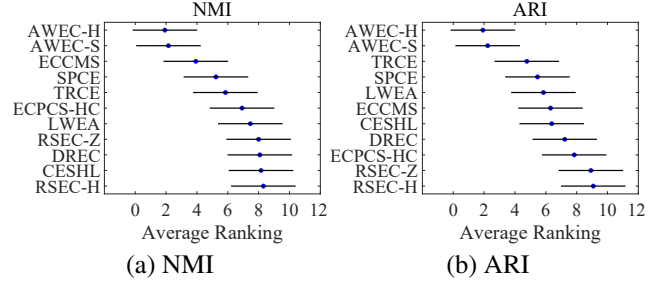 NMI
AWEC-H
AWEC-S
ECCMS
SPCE
TRCE
ECPCS-HC
LWEA
RSEC-Z
DREC
CESHL
RSEC-H
0 2 4 6 8 10 12
Average Ranking
(a) NMI
ARI
AWEC-H
AWEC-S
TRCE
SPCE
LWEA
ECCMS
CESHL
DREC
ECPCS-HC
RSEC-Z
RSEC-H
0 2 4 6 8 10 12
Average Ranking
(b) ARI